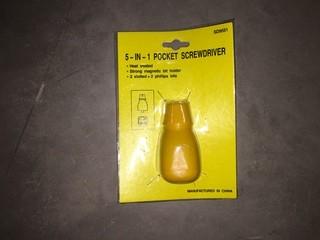 SD9501
5-IN-1 POCKET SCREWDRIVER
• Heat treated
• Strong magnetic bit holder
• 2 slotted + 2 phillips bits
MANUFACTURED IN CHINA